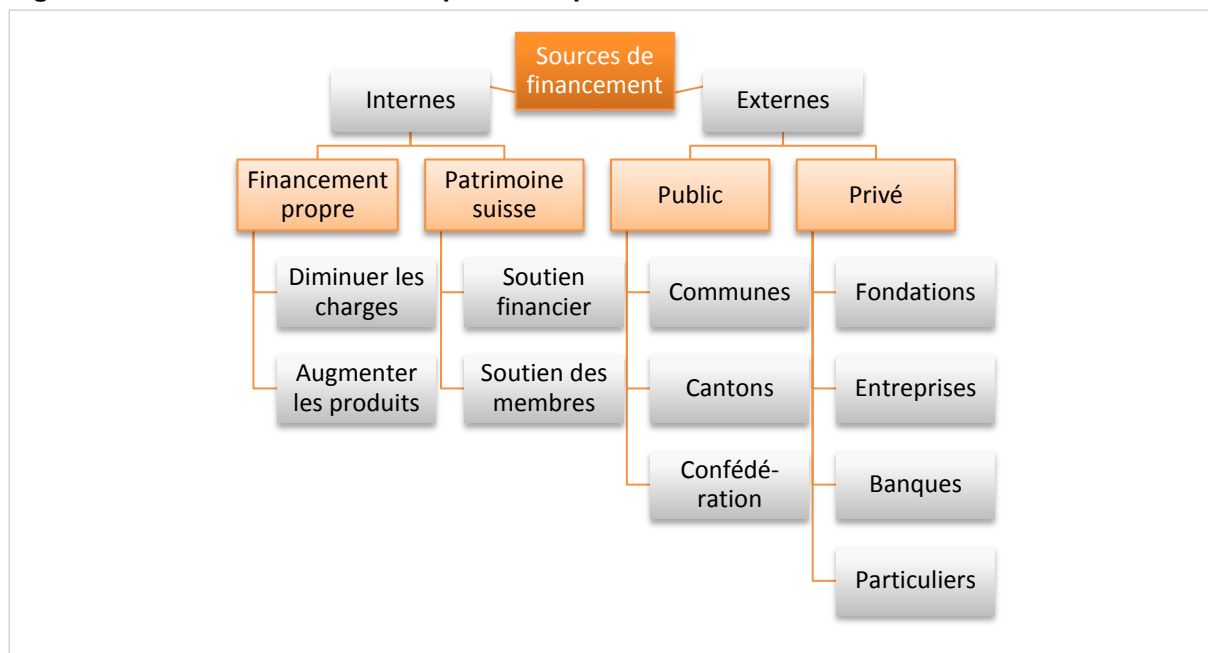 Sources de
financement
Internes
Externes
Financement
propre
Patrimoine
suisse
Public
Privé
Diminuer les
charges
Soutien
financier
Communes
Fondations
Augmenter
les produits
Soutien des
membres
Cantons
Entreprises
Confédé-
ration
Banques
Particuliers